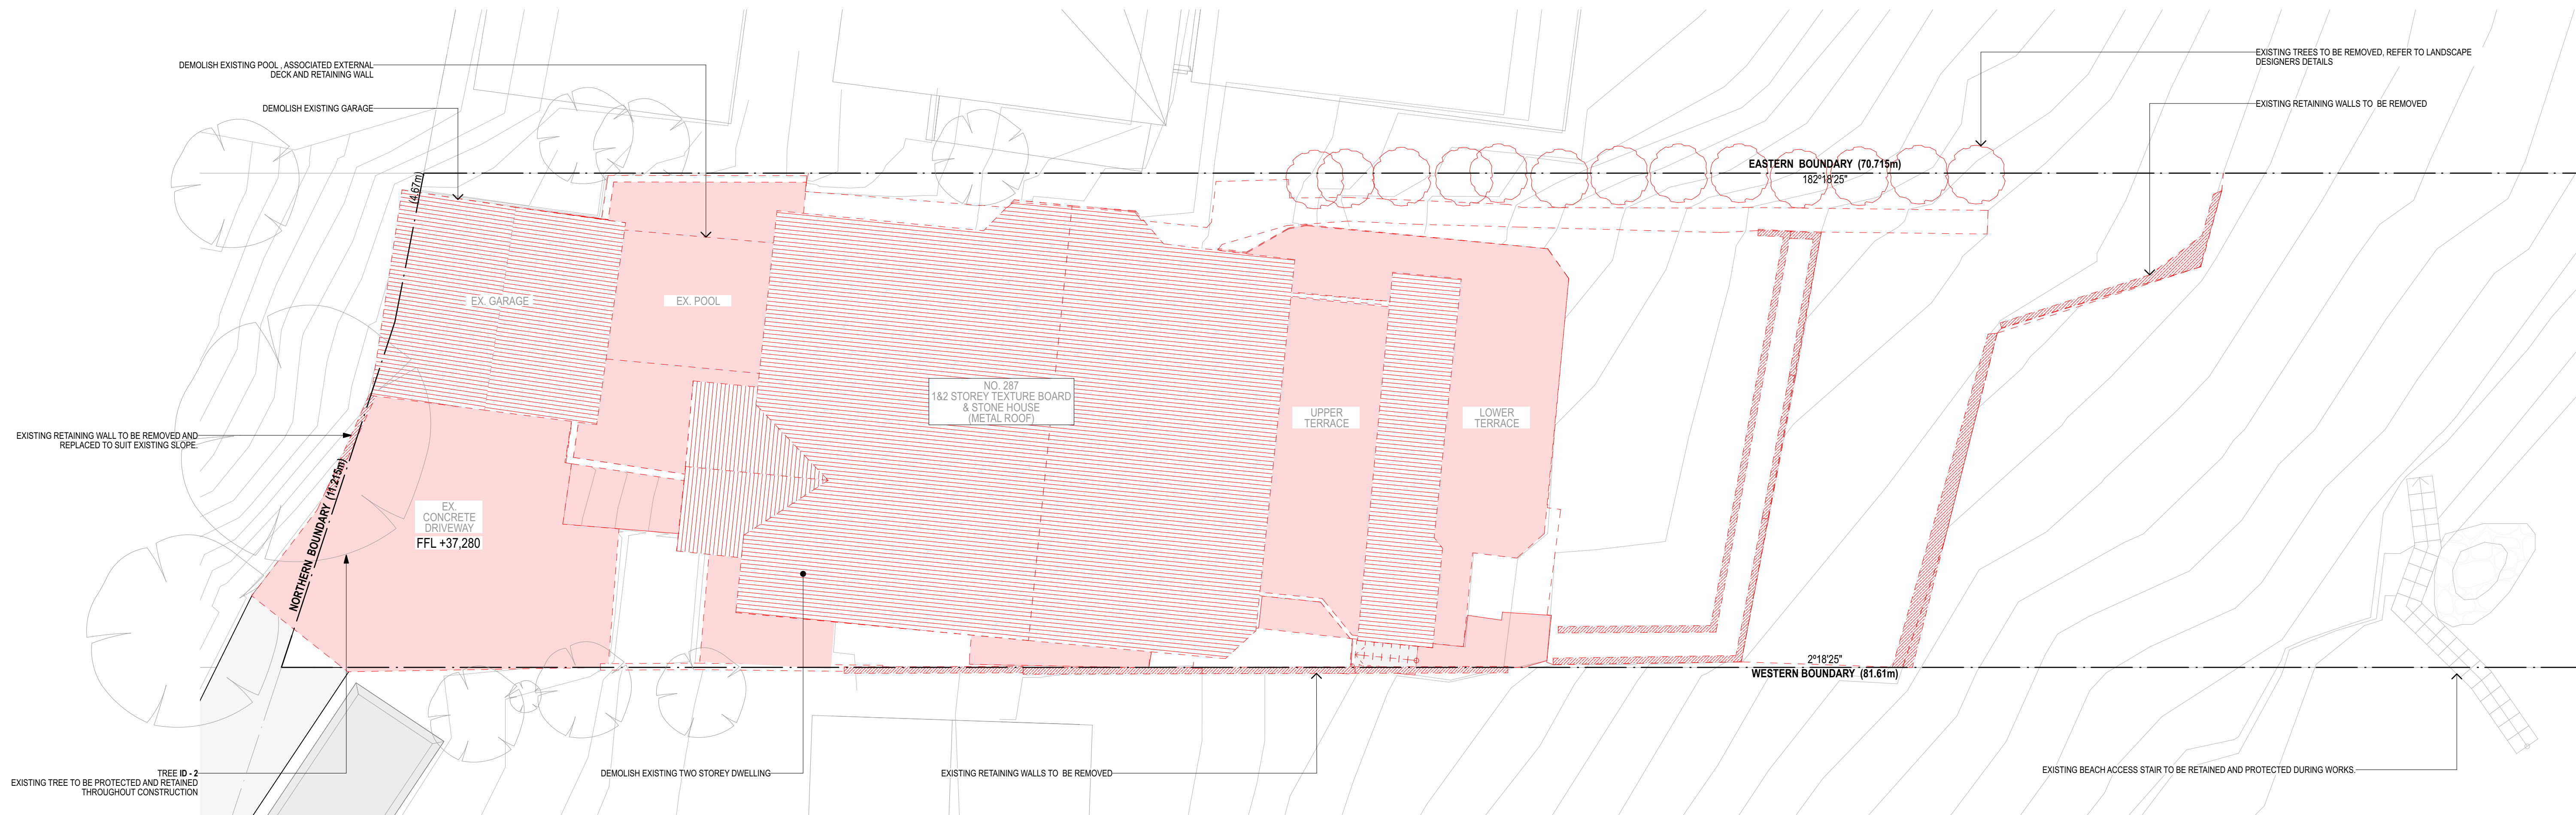 DEMOLISH EXISTING POOL , ASSOCIATED EXTERNAL
DECK AND RETAINING WALL
DEMOLISH EXISTING GARAGE
EXISTING TREES TO BE REMOVED, REFER TO LANDSCAPE
DESIGNERS DETAILS
EXISTING RETAINING WALLS TO BE REMOVED
EASTERN BOUNDARY (70.715m)
182°18'25"
(4.67m)
EX. GARAGE
EX. POOL
NO. 287
1&2 STOREY TEXTURE BOARD
& STONE HOUSE
(METAL ROOF)
UPPER
TERRACE
LOWER
TERRACE
EXISTING RETAINING WALL TO BE REMOVED AND
REPLACED TO SUIT EXISTING SLOPE.
NORTHERN BOUNDARY (11.215m)
EX.
CONCRETE
DRIVEWAY
FFL +37,280
2°18'25"
WESTERN BOUNDARY (81.61m)
TREE ID - 2
EXISTING TREE TO BE PROTECTED AND RETAINED
THROUGHOUT CONSTRUCTION
DEMOLISH EXISTING TWO STOREY DWELLING
EXISTING RETAINING WALLS TO BE REMOVED
EXISTING BEACH ACCESS STAIR TO BE RETAINED AND PROTECTED DURING WORKS.